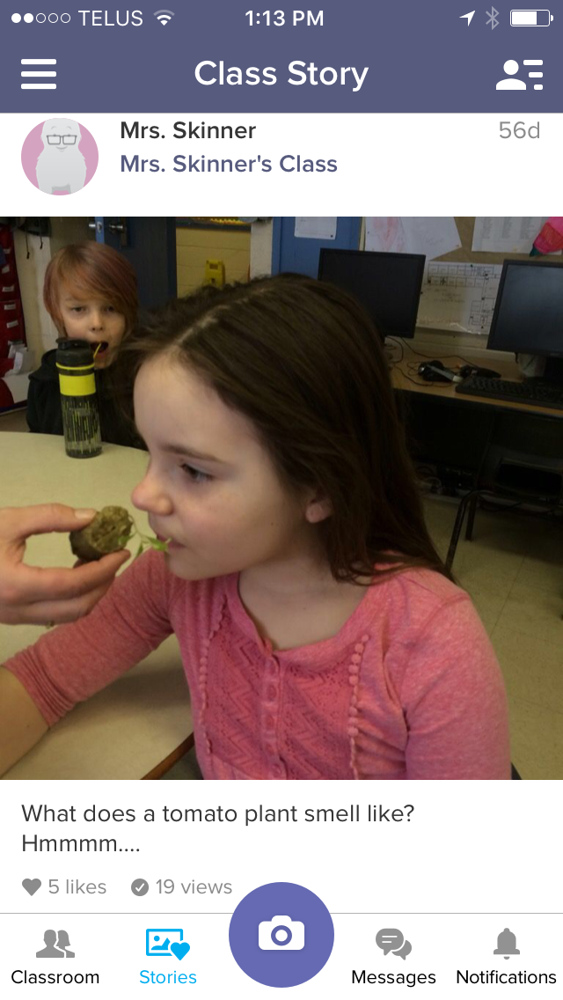 TELUS 1:13 PM
Class Story
Mrs. Skinner 56d
Mrs. Skinner's Class
What does a tomato plant smell like?
Hmmmm....
5 likes 19 views
Classroom Stories Messages Notifications